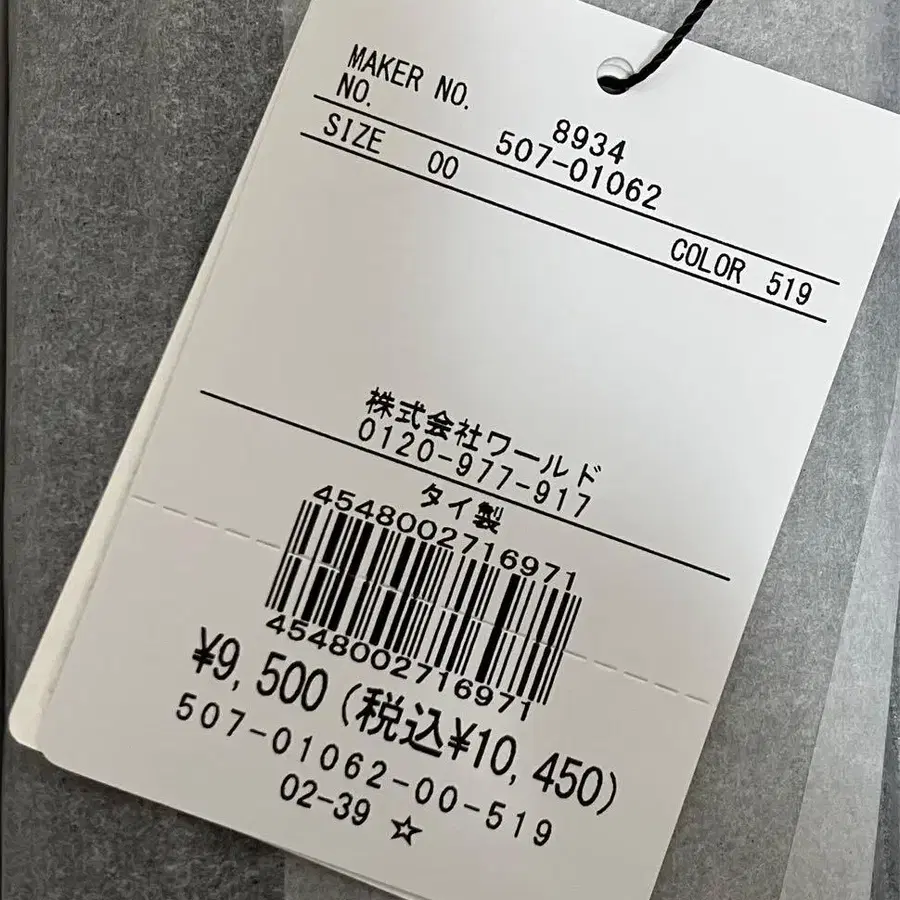 MAKER NO. 8934
NO. 507-01062
SIZE 00 COLOR 519
株式会社ワールド
0120-977-917
タイ製
4548002716971
4548002716971
¥9,500(税込¥10,450)
507-01062-00-519
02-39 ☆